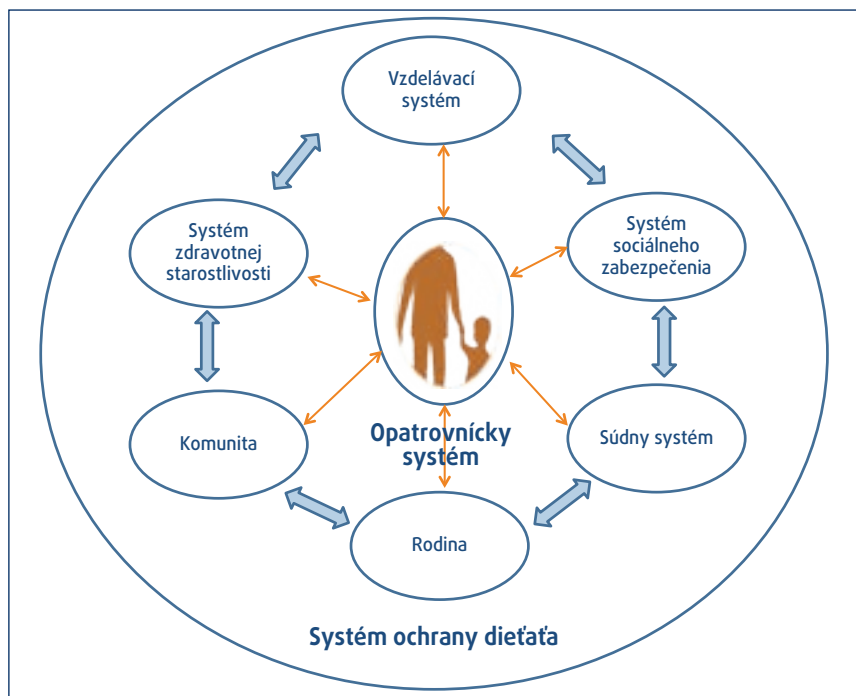 Vzdelávací
systém
Systém
zdravotnej
starostlivosti
Systém
sociálneho
zabezpečenia
Opatrovnícky
systém
Komunita
Súdny systém
Rodina
Systém ochrany dieťaťa